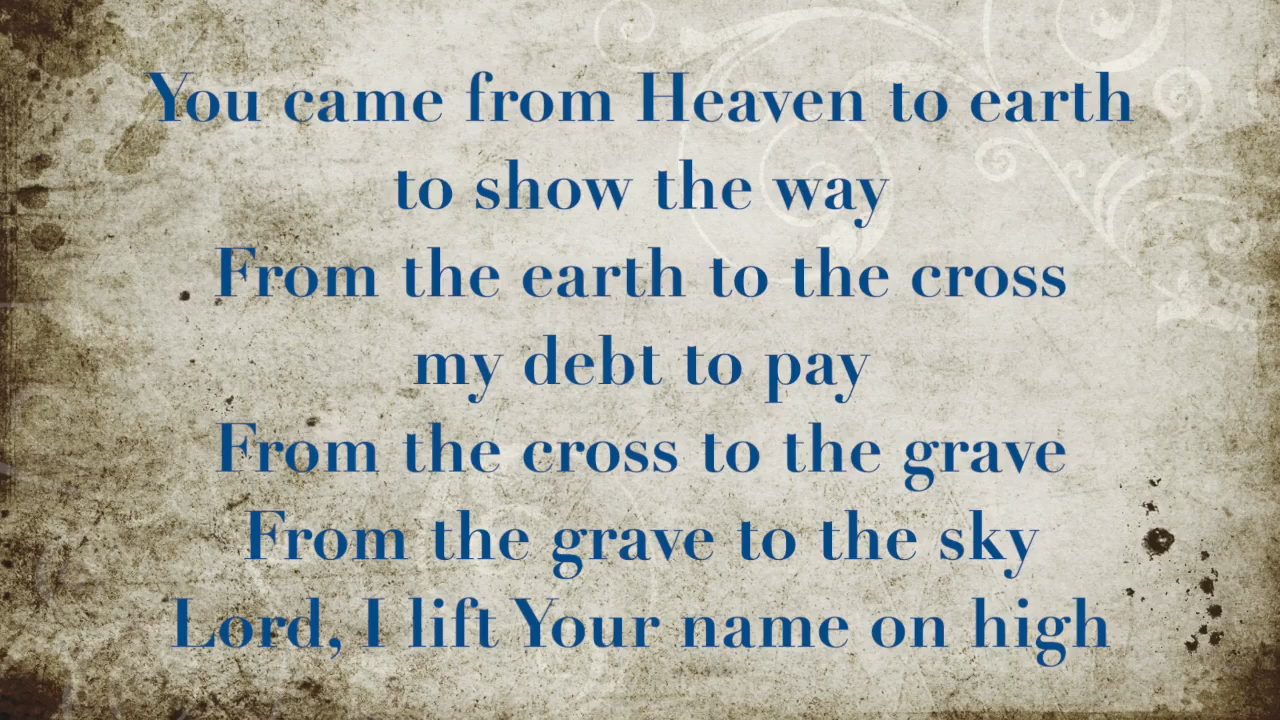 You came from Heaven to earth
to show the way
From the earth to the cross
my debt to pay
From the cross to the grave
From the grave to the sky
Lord, I lift Your name on high